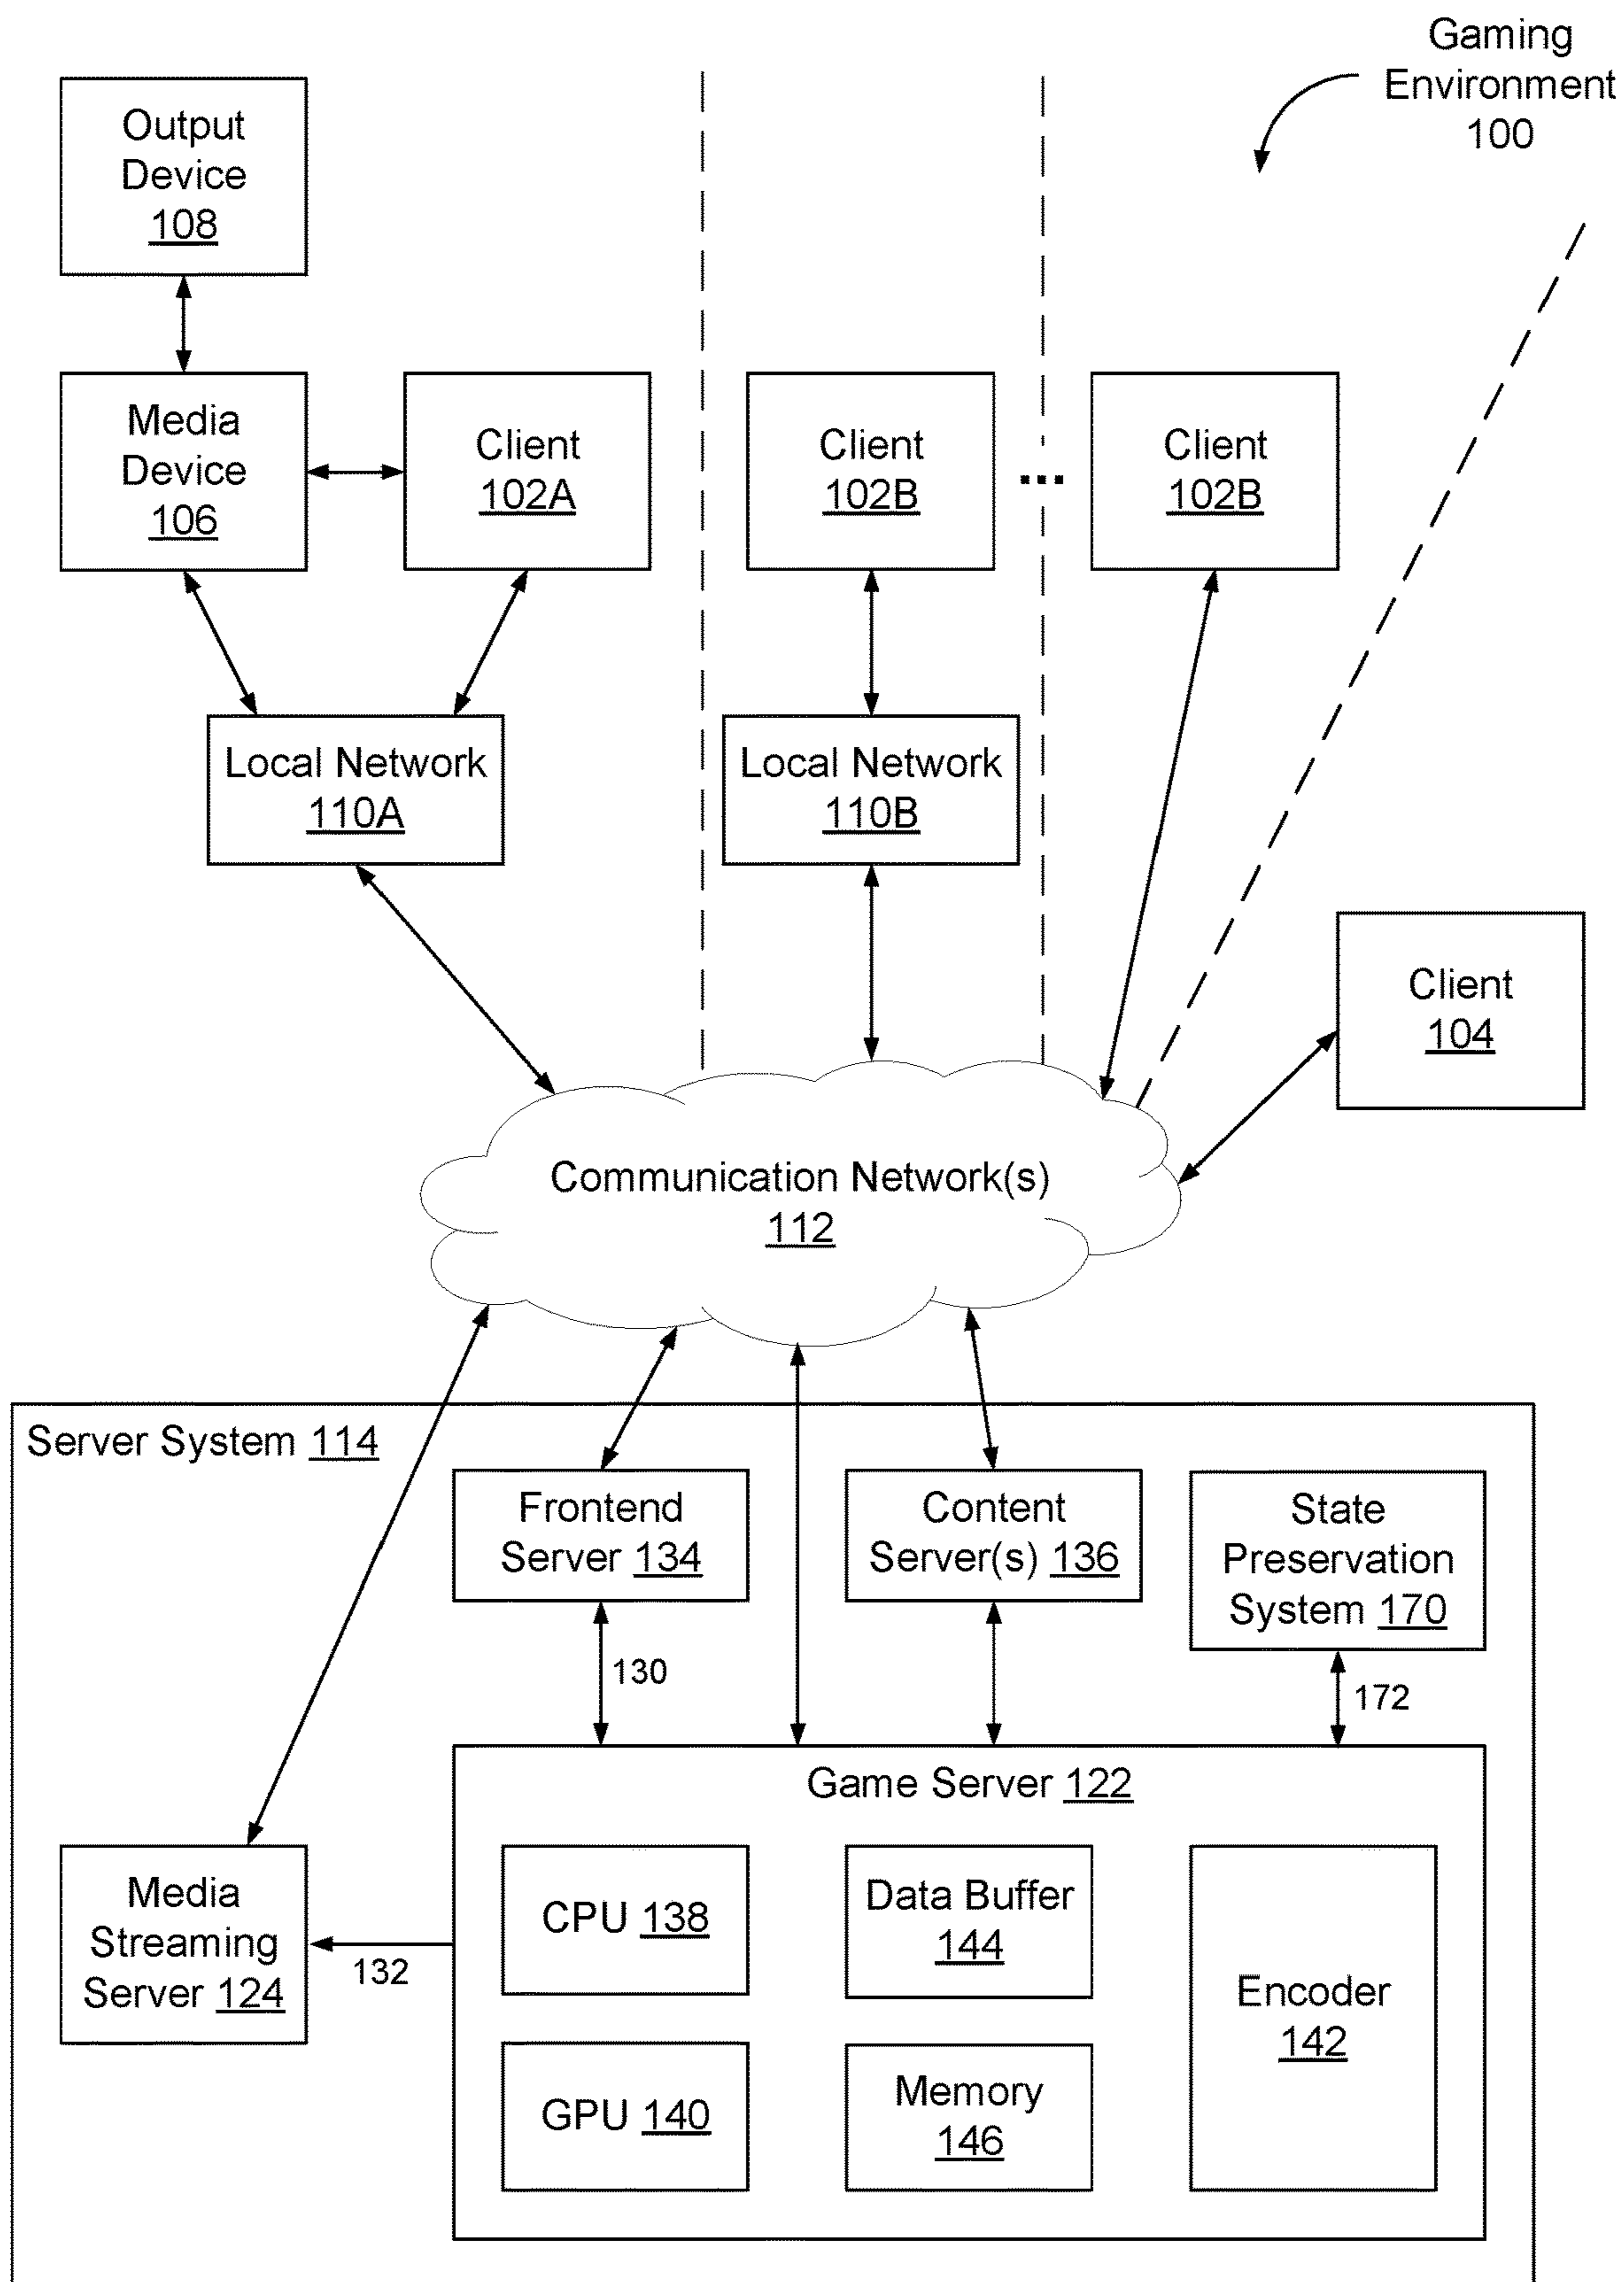 Gaming
Environment
100
Output
Device
108
Media
Device
106
Client
102A
Client
102B
...
Client
102B
Local Network
110A
Local Network
110B
Client
104
Communication Network(s)
112
Server System 114
Frontend
Server 134
Content
Server(s) 136
State
Preservation
System 170
130
172
Game Server 122
Media
Streaming
Server 124
132
CPU 138
Data Buffer
144
Encoder
142
GPU 140
Memory
146